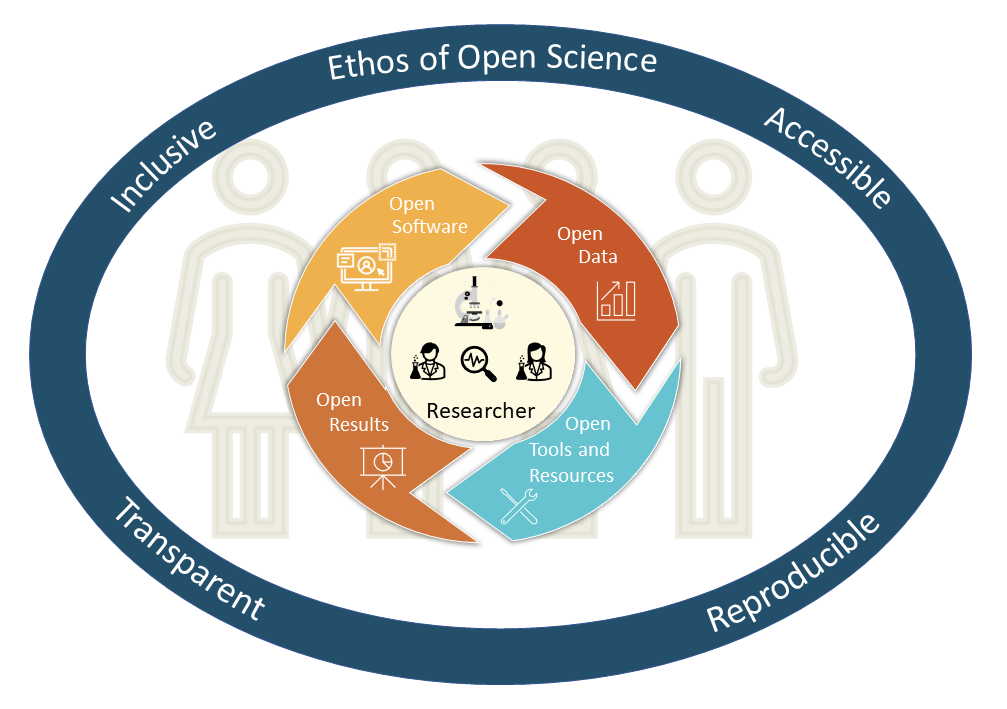 Ethos of Open Science
Inclusive
Accessible
Open
Software
Open
Data
Open
Results
Researcher
Open
Tools and
Resources
Transparent
Reproducible